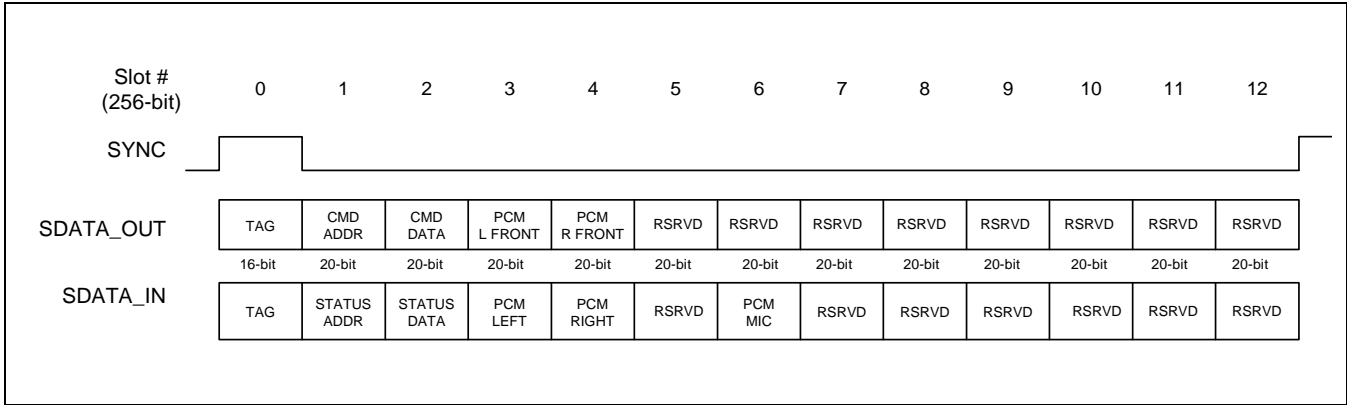 Slot #
(256-bit) 0 1 2 3 4 5 6 7 8 9 10 11 12
SYNC
SDATA_OUT TAG CMD ADDR CMD DATA PCM L FRONT PCM R FRONT RSRVD RSRVD RSRVD RSRVD RSRVD RSRVD RSRVD RSRVD
16-bit 20-bit 20-bit 20-bit 20-bit 20-bit 20-bit 20-bit 20-bit 20-bit 20-bit 20-bit 20-bit
SDATA_IN TAG STATUS ADDR STATUS DATA PCM LEFT PCM RIGHT RSRVD PCM MIC RSRVD RSRVD RSRVD RSRVD RSRVD RSRVD